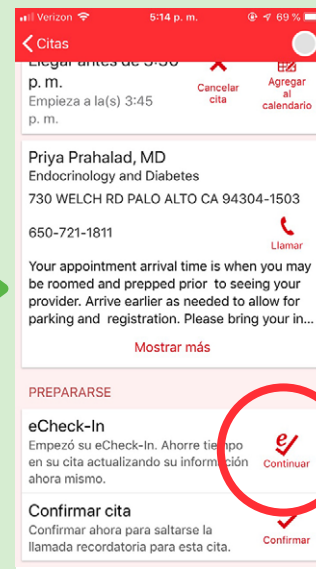 Verizon 5:14 p. m. 69 %
Citas
Llegar antes de 3:30
p. m.
Empieza a la(s) 3:45
p. m.
Cancelar
cita
Agregar
al
calendario
Priya Prahalad, MD
Endocrinology and Diabetes
730 WELCH RD PALO ALTO CA 94304-1503
650-721-1811
Llamar
Your appointment arrival time is when you may
be roomed and prepped prior to seeing your
provider. Arrive earlier as needed to allow for
parking and registration. Please bring your in...
Mostrar más
PREPARARSE
eCheck-In
Empezó su eCheck-In. Ahorre tiempo
en su cita actualizando su información
ahora mismo.
Continuar
Confirmar cita
Confirmar ahora para saltarse la
llamada recordatoria para esta cita.
Confirmar